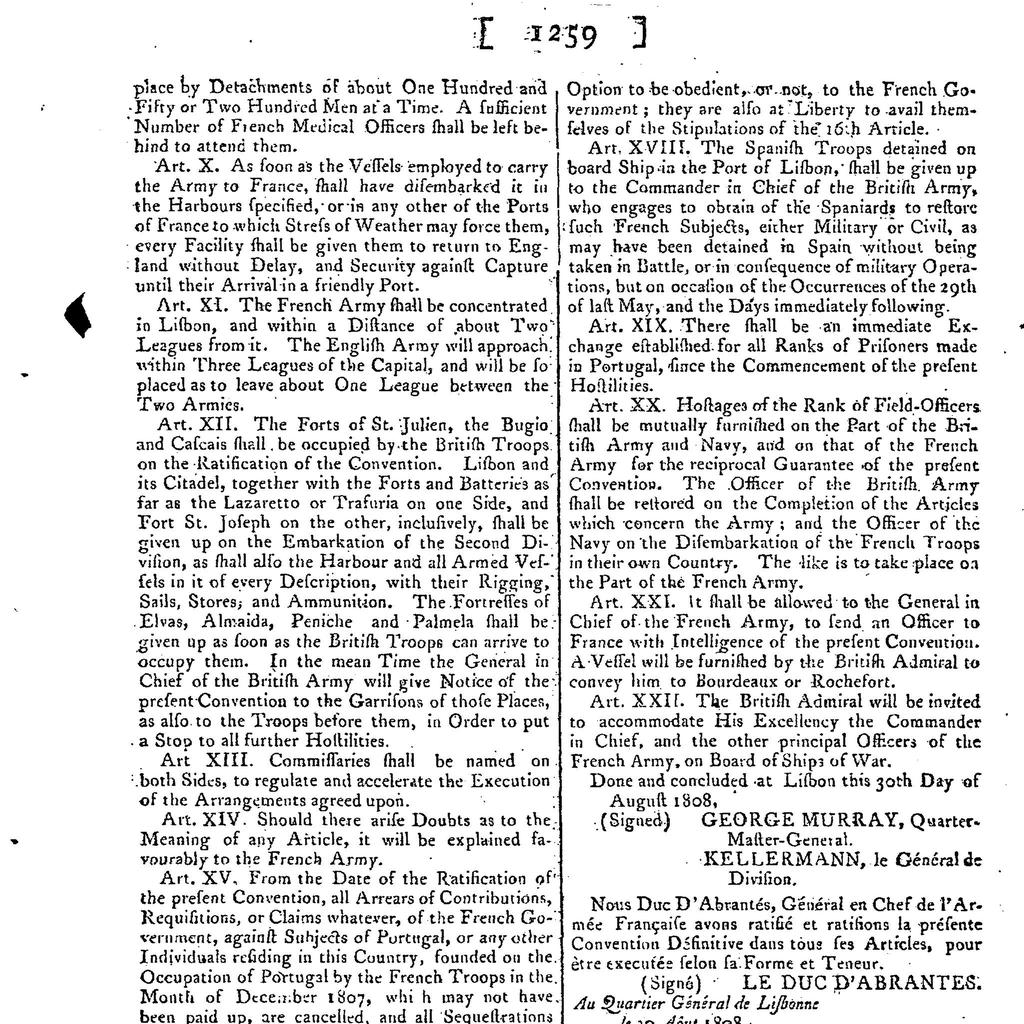 [ 1259 ]
place by Detachments of about One Hundred and
Fifty or Two Hundred Men at a Time. A ſufficient
Number of French Medical Officers ſhall be left be-
hind to attend them.
Art. X. As ſoon as the Veſſels employed to carry
the Army to France, ſhall have diſembarked it in
the Harbours ſpecified, or in any other of the Ports
of France to which Streſs of Weather may force them,
every Facility ſhall be given them to return to Eng-
land without Delay, and Security againſt Capture
until their Arrival in a friendly Port.
Art. XI. The French Army ſhall be concentrated
in Liſbon, and within a Diſtance of about Two
Leagues from it. The Engliſh Army will approach
within Three Leagues of the Capital, and will be ſo
placed as to leave about One League between the
Two Armies.
Art. XII. The Forts of St. Julien, the Bugio
and Caſcais ſhall be occupied by the Britiſh Troops
on the Ratification of the Convention. Liſbon and
its Citadel, together with the Forts and Batteries as
far as the Lazaretto or Trafuria on one Side, and
Fort St. Joſeph on the other, incluſively, ſhall be
given up on the Embarkation of the Second Di-
viſion, as ſhall alſo the Harbour and all Armed Veſ-
ſels in it of every Deſcription, with their Rigging,
Sails, Stores, and Ammunition. The Fortreſſes of
Elvas, Almaida, Peniche and Palmela ſhall be
given up as ſoon as the Britiſh Troops can arrive to
occupy them. In the mean Time the General in
Chief of the Britiſh Army will give Notice of the
preſent Convention to the Garriſons of thoſe Places,
as alſo to the Troops before them, in Order to put
a Stop to all further Hoſtilities.
Art XIII. Commiſſaries ſhall be named on
both Sides, to regulate and accelerate the Execution
of the Arrangements agreed upon.
Art. XIV. Should there ariſe Doubts as to the
Meaning of any Article, it will be explained fa-
vourably to the French Army.
Art. XV. From the Date of the Ratification of
the preſent Convention, all Arrears of Contributions,
Requiſitions, or Claims whatever, of the French Go-
vernment, againſt Subjects of Portugal, or any other
Individuals reſiding in this Country, founded on the
Occupation of Portugal by the French Troops in the
Month of December 1807, whi h may not have
been paid up, are cancelled, and all Sequeſtrations
Option to be obedient, or not, to the French Go-
vernment; they are alſo at Liberty to avail them-
ſelves of the Stipulations of the 16th Article.
Art. XVIII. The Spaniſh Troops detained on
board Ship in the Port of Liſbon, ſhall be given up
to the Commander in Chief of the Britiſh Army,
who engages to obtain of the Spaniards to reſtore
ſuch French Subjects, either Military or Civil, as
may have been detained in Spain without being
taken in Battle, or in conſequence of military Opera-
tions, but on occaſion of the Occurrences of the 29th
of laſt May, and the Days immediately following.
Art. XIX. There ſhall be an immediate Ex-
change eſtabliſhed for all Ranks of Priſoners made
in Portugal, ſince the Commencement of the preſent
Hoſtilities.
Art. XX. Hoſtages of the Rank of Field-Officers
ſhall be mutually furniſhed on the Part of the Bri-
tiſh Army and Navy, and on that of the French
Army for the reciprocal Guarantee of the preſent
Convention. The Officer of the Britiſh Army
ſhall be reſtored on the Completion of the Articles
which concern the Army; and the Officer of the
Navy on the Diſembarkation of the French Troops
in their own Country. The like is to take place on
the Part of the French Army.
Art. XXI. It ſhall be allowed to the General in
Chief of the French Army, to ſend an Officer to
France with Intelligence of the preſent Convention.
A Veſſel will be furniſhed by the Britiſh Admiral to
convey him to Bourdeaux or Rochefort.
Art. XXII. The Britiſh Admiral will be invited
to accommodate His Excellency the Commander
in Chief, and the other principal Officers of the
French Army, on Board of Ships of War.
Done and concluded at Liſbon this 30th Day of
Auguſt 1808,
(Signed) GEORGE MURRAY, Quarter-
Maſter-General.
KELLERMANN, le Général de
Diviſion.
Nous Duc D'Abrantés, Général en Chef de l'Ar-
mée Françaiſe avons ratifié et ratifions la préſente
Convention Définitive dans tous ſes Articles, pour
être executée ſelon ſa Forme et Teneur.
(Signé) LE DUC D'ABRANTES.
Au Quartier Général de Liſbonne
le 30 Août 1808.